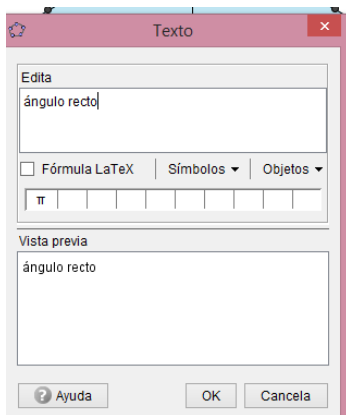 Texto
Edita
ángulo recto
Fórmula LaTeX Símbolos Objetos
π
Vista previa
ángulo recto
Ayuda OK Cancela